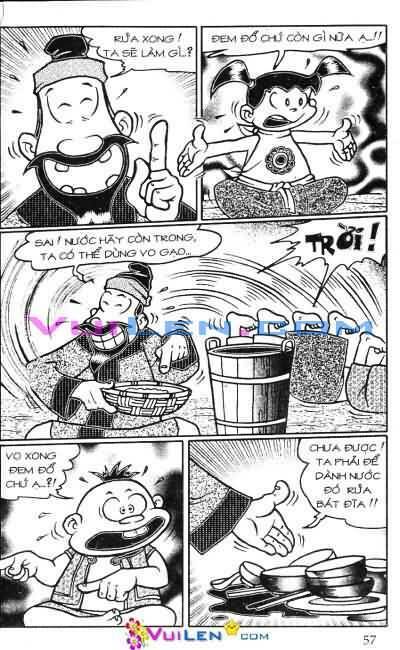 RỬA XONG!
TA SẼ LÀM GÌ..?
ĐEM ĐỔ CHỨ CÒN GÌ NỮA Ạ...!!
SAI! NƯỚC HÃY CÒN TRONG,
TA CÓ THỂ DÙNG VO GẠO...
TRỜI!
VUILEN.COM
VO XONG
ĐEM ĐỔ
CHỨ Ạ...?!
CHƯA ĐƯỢC!
TA PHẢI ĐỂ
DÀNH NƯỚC
ĐÓ RỬA
BÁT ĐĨA!!
57
VUILEN.COM